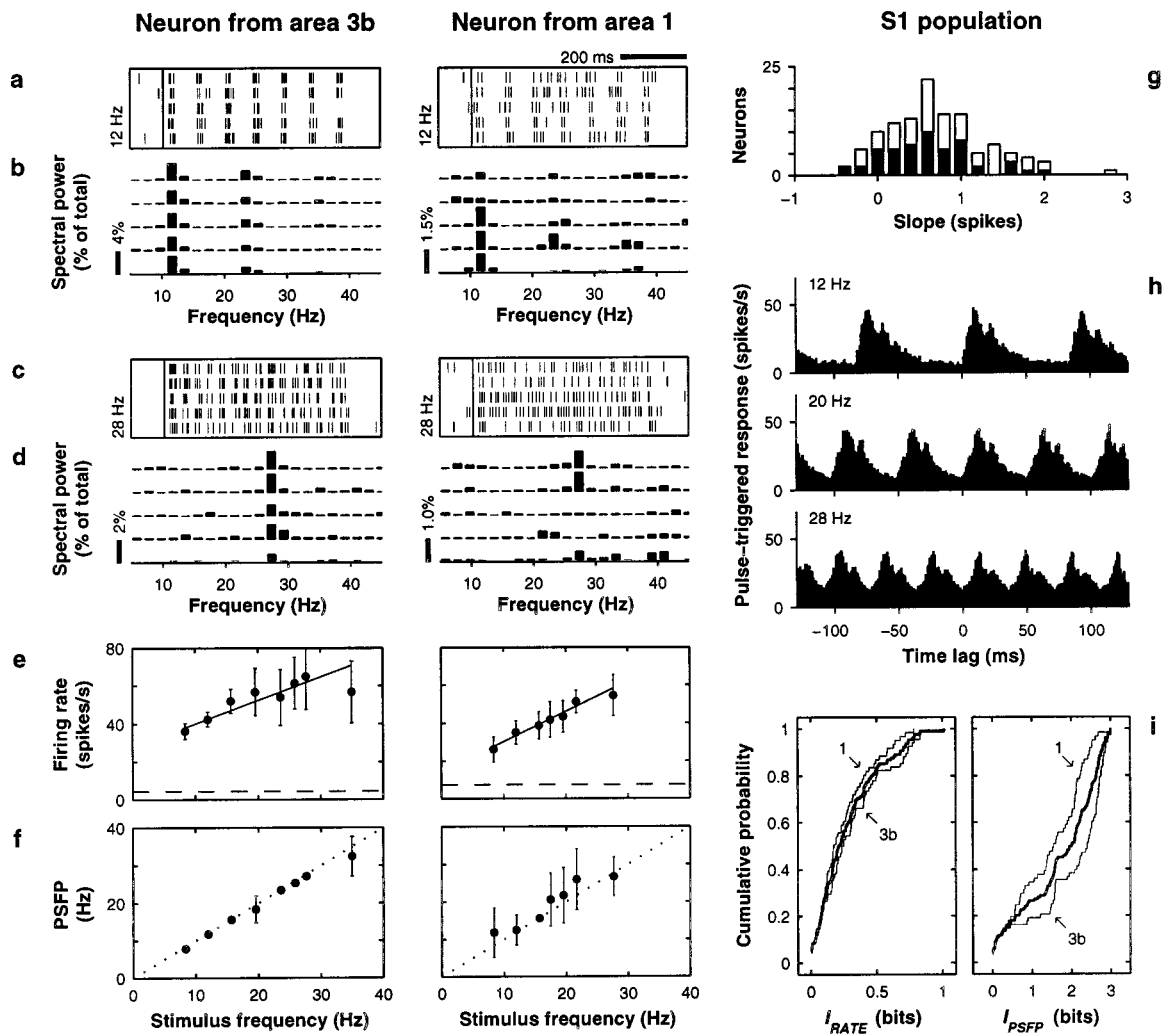 Neuron from area 3b
Neuron from area 1
S1 population
200 ms
a
12 Hz
12 Hz
b
Spectral power
(% of total)
4%
1.5%
10 20 30 40
Frequency (Hz)
10 20 30 40
Frequency (Hz)
c
28 Hz
28 Hz
d
Spectral power
(% of total)
2%
1.0%
10 20 30 40
Frequency (Hz)
10 20 30 40
Frequency (Hz)
e
Firing rate
(spikes/s)
80
40
0
f
PSFP
(Hz)
40
20
0
0 10 20 30 40
Stimulus frequency (Hz)
0 10 20 30 40
Stimulus frequency (Hz)
g
Neurons
25
0
−1 0 1 2 3
Slope (spikes)
h
Pulse−triggered response (spikes/s)
12 Hz
50
0
20 Hz
50
0
28 Hz
50
0
−100 −50 0 50 100
Time lag (ms)
i
Cumulative probability
1
0.8
0.6
0.4
0.2
0
1
3b
0 0.5 1
IRATE (bits)
1
3b
0 1 2 3
IPSFP (bits)